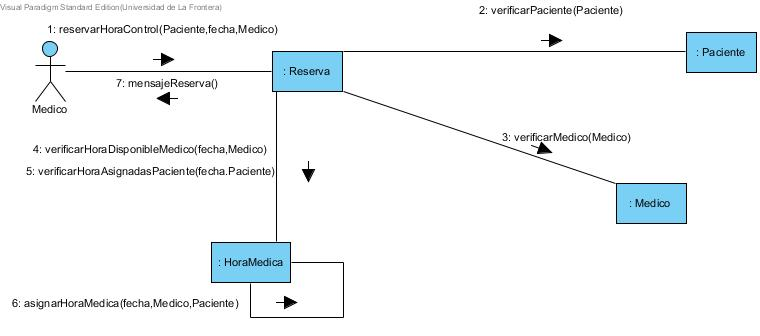 Visual Paradigm Standard Edition(Universidad de La Frontera)
2: verificarPaciente(Paciente)
1: reservarHoraControl(Paciente,fecha,Medico)
: Paciente
: Reserva
7: mensajeReserva()
Medico
3: verificarMedico(Medico)
4: verificarHoraDisponibleMedico(fecha,Medico)
5: verificarHoraAsignadasPaciente(fecha.Paciente)
: Medico
: HoraMedica
6: asignarHoraMedica(fecha,Medico,Paciente)